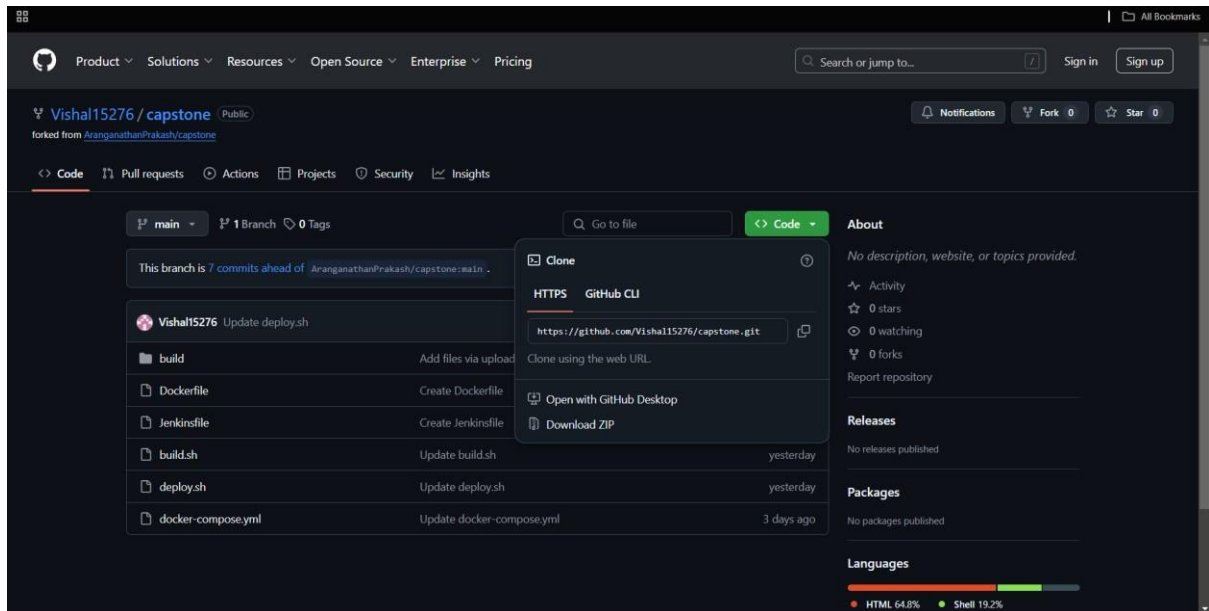 All Bookmarks
Product Solutions Resources Open Source Enterprise Pricing Search or jump to... / Sign in Sign up
Vishal15276 / capstone Public Notifications Fork 0 Star 0
forked from AranganathanPrakash/capstone
<> Code Pull requests Actions Projects Security Insights
main 1 Branch 0 Tags Go to file <> Code
This branch is 7 commits ahead of AranganathanPrakash/capstone:main .
Vishal15276 Update deploy.sh
build Add files via upload
Dockerfile Create Dockerfile
Jenkinsfile Create Jenkinsfile
build.sh Update build.sh yesterday
deploy.sh Update deploy.sh yesterday
docker-compose.yml Update docker-compose.yml 3 days ago
Clone
HTTPS GitHub CLI
https://github.com/Vishal15276/capstone.git
Clone using the web URL.
Open with GitHub Desktop
Download ZIP
About
No description, website, or topics provided.
Activity
0 stars
0 watching
0 forks
Report repository
Releases
No releases published
Packages
No packages published
Languages
HTML 64.8% Shell 19.2%